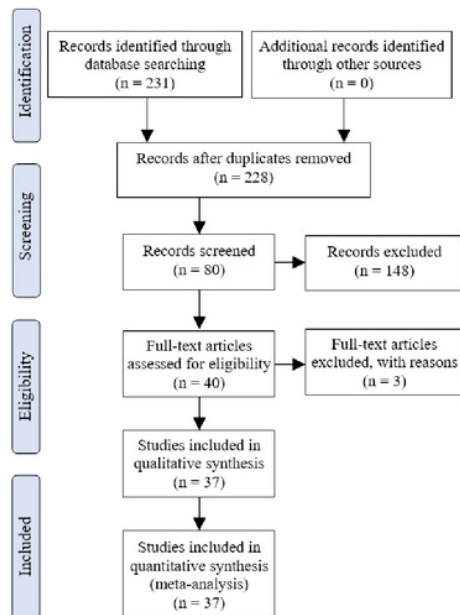 Identification
Records identified through
database searching
(n = 231)
Additional records identified
through other sources
(n = 0)
Records after duplicates removed
(n = 228)
Screening
Records screened
(n = 80)
Records excluded
(n = 148)
Eligibility
Full-text articles
assessed for eligibility
(n = 40)
Full-text articles
excluded, with reasons
(n = 3)
Studies included in
qualitative synthesis
(n = 37)
Included
Studies included in
quantitative synthesis
(meta-analysis)
(n = 37)